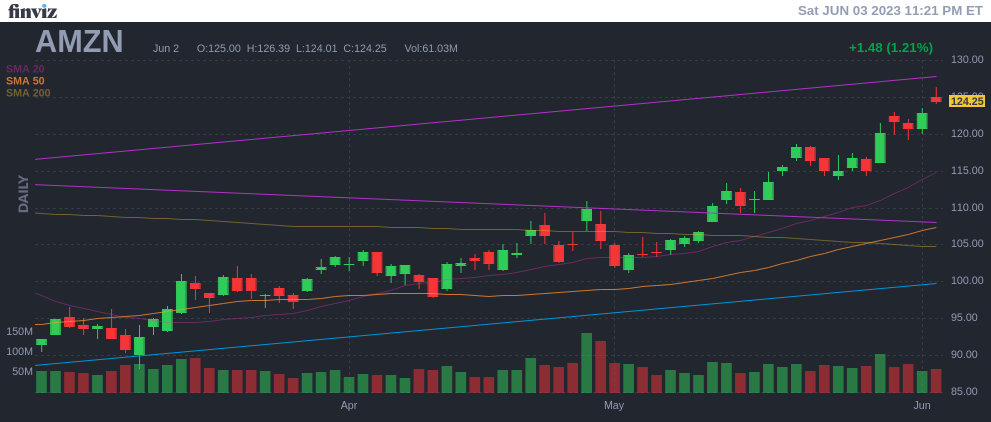 finviz
Sat JUN 03 2023 11:21 PM ET
AMZN
Jun 2 O:125.00 H:126.39 L:124.01 C:124.25 Vol:61.03M
+1.48 (1.21%)
SMA 20
SMA 50
SMA 200
DAILY
130.00
125.00
124.25
120.00
115.00
110.00
105.00
100.00
95.00
90.00
85.00
150M
100M
50M
Apr May Jun